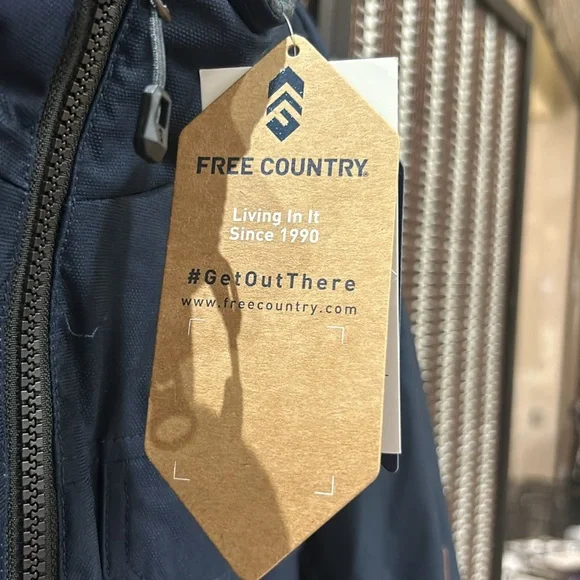 FREE COUNTRY®
Living In It
Since 1990
#GetOutThere
www.freecountry.com